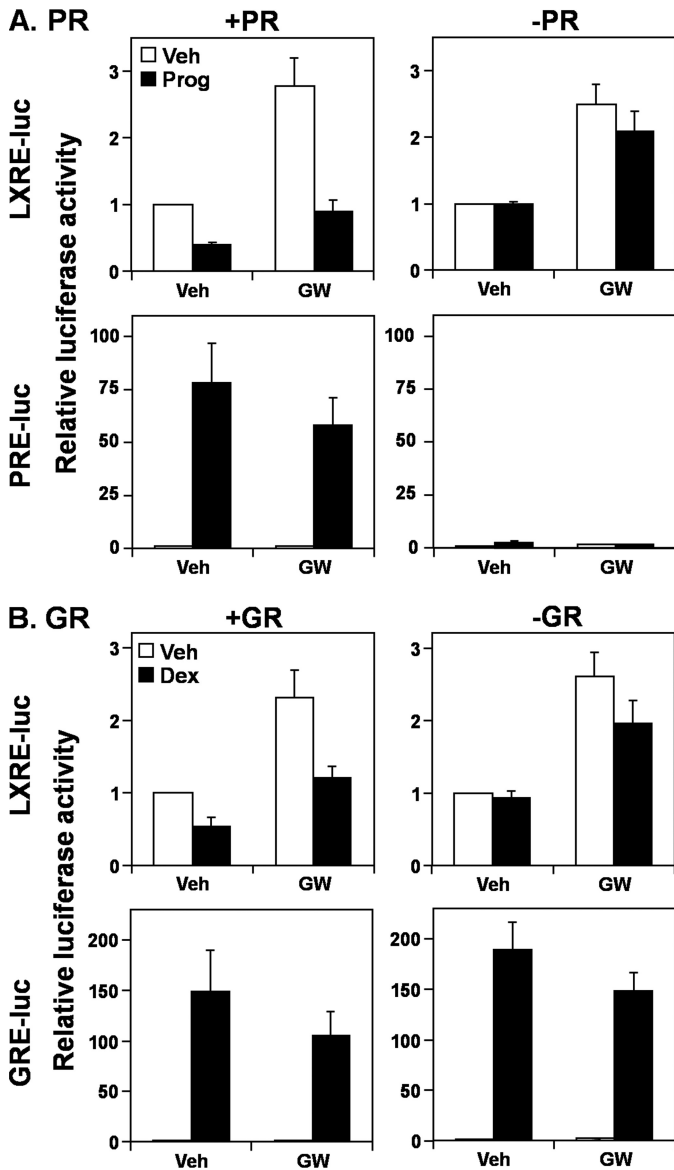 A. PR
+PR
-PR
LXRE-luc
PRE-luc
Relative luciferase activity
Veh
Prog
3
2
1
0
Veh GW
3
2
1
0
Veh GW
100
75
50
25
0
Veh GW
100
75
50
25
0
Veh GW
B. GR
+GR
-GR
LXRE-luc
GRE-luc
Relative luciferase activity
Veh
Dex
3
2
1
0
Veh GW
3
2
1
0
Veh GW
200
150
100
50
0
Veh GW
200
150
100
50
0
Veh GW